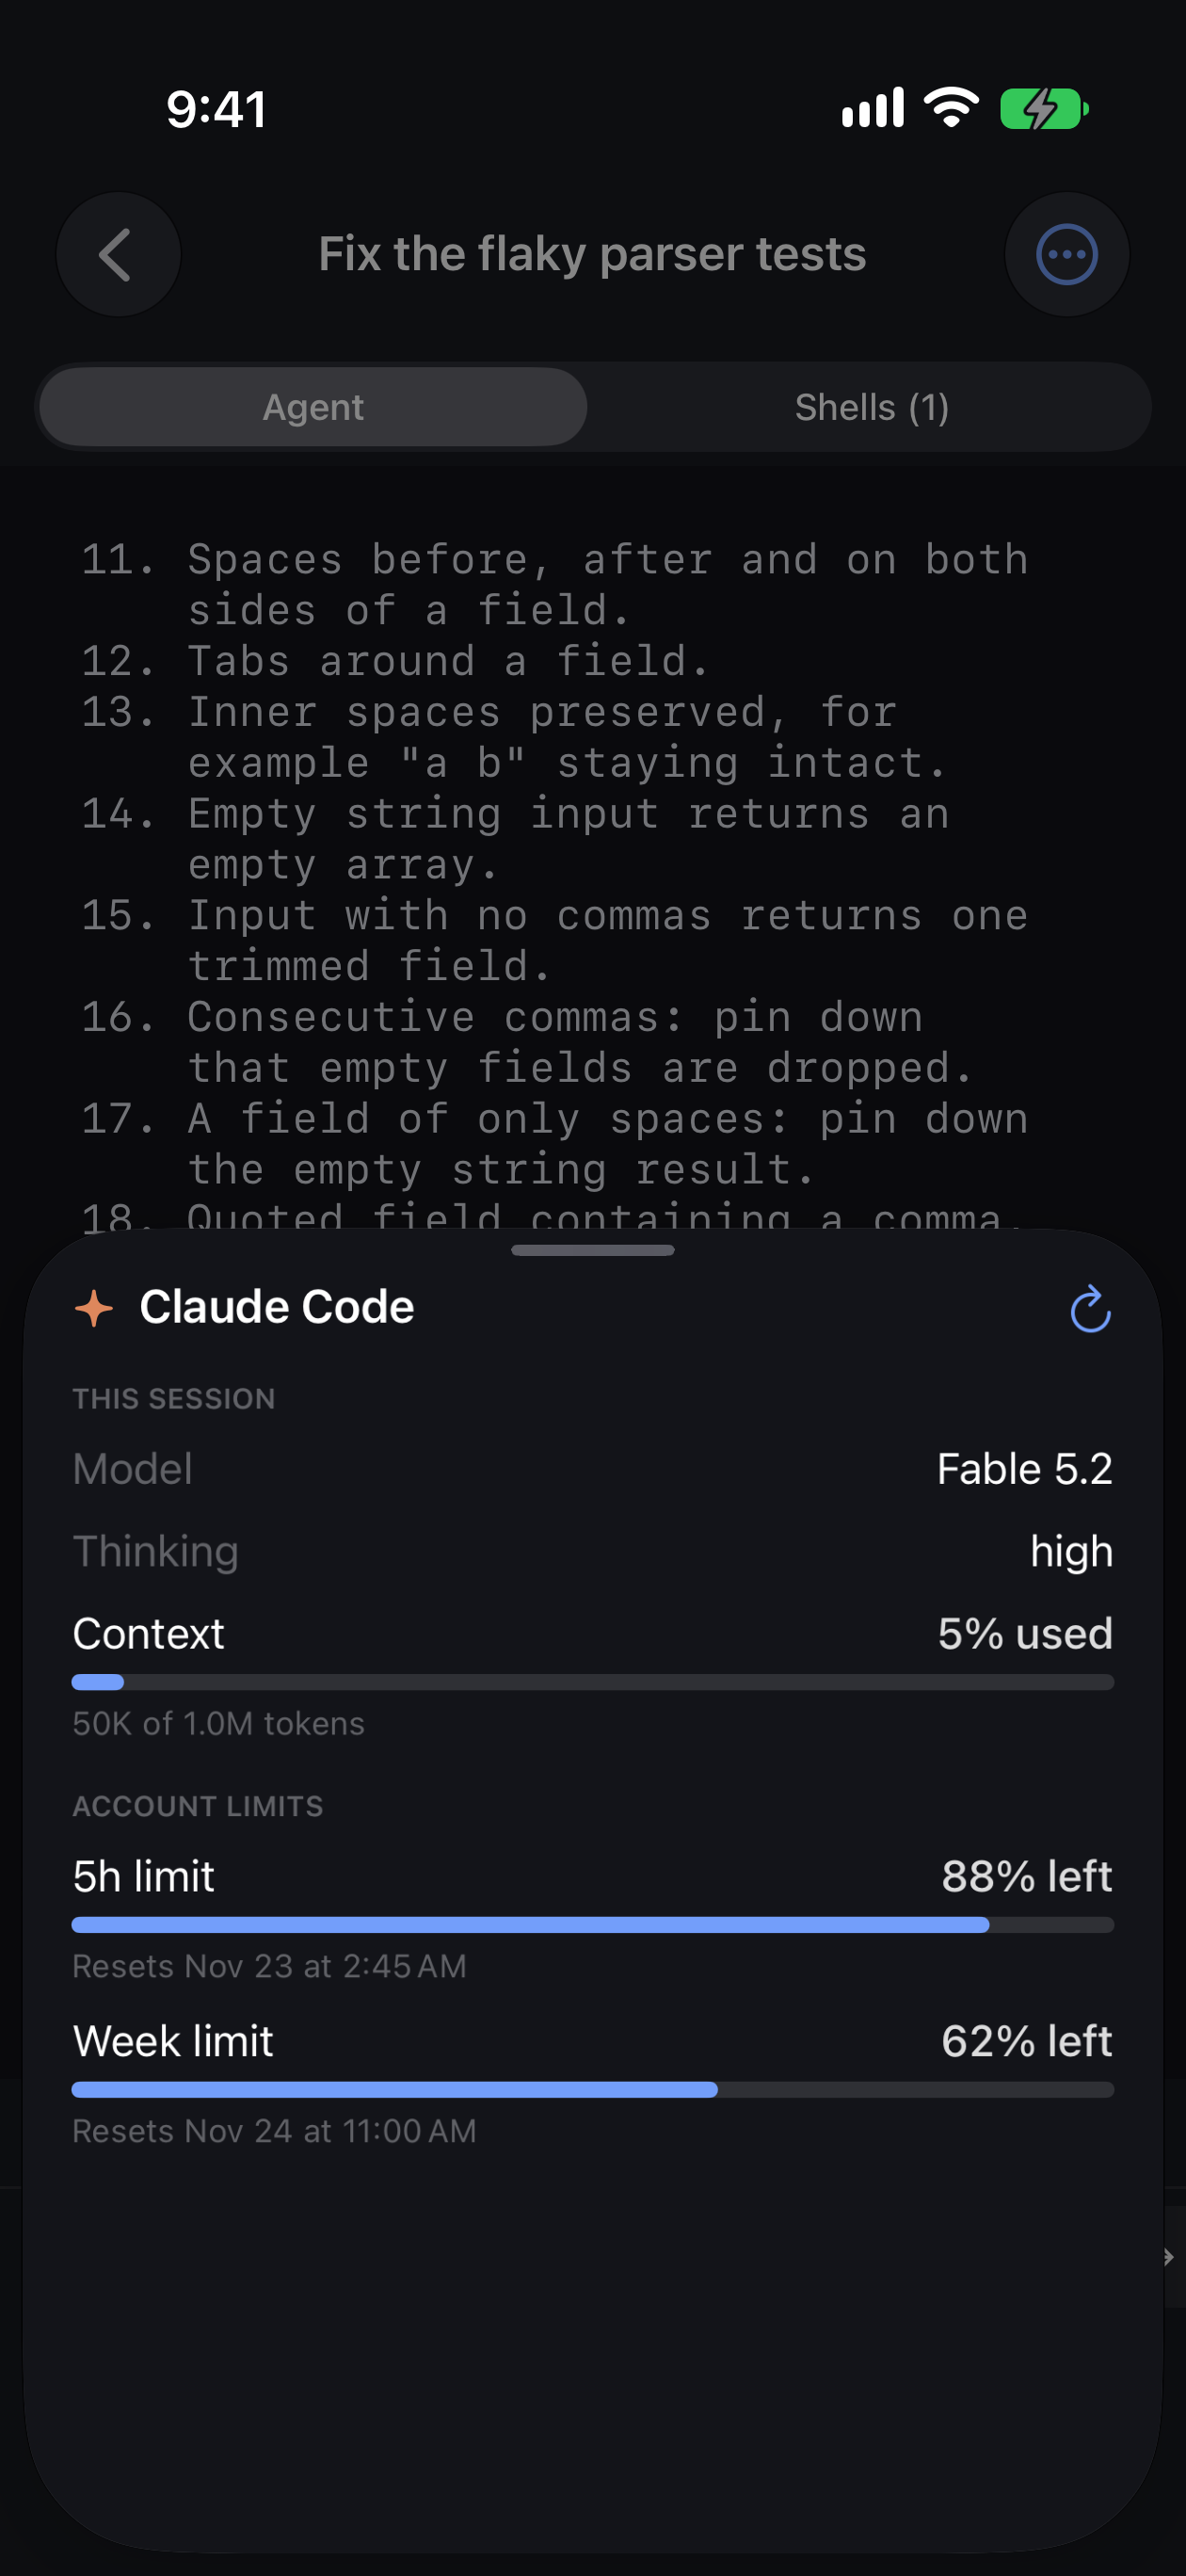 9:41
Fix the flaky parser tests
Agent
Shells (1)
11. Spaces before, after and on both
sides of a field.
12. Tabs around a field.
13. Inner spaces preserved, for
example "a b" staying intact.
14. Empty string input returns an
empty array.
15. Input with no commas returns one
trimmed field.
16. Consecutive commas: pin down
that empty fields are dropped.
17. A field of only spaces: pin down
the empty string result.
18. Quoted field containing a comma.
Claude Code
THIS SESSION
Model
Fable 5.2
Thinking
high
Context
5% used
50K of 1.0M tokens
ACCOUNT LIMITS
5h limit
88% left
Resets Nov 23 at 2:45 AM
Week limit
62% left
Resets Nov 24 at 11:00 AM